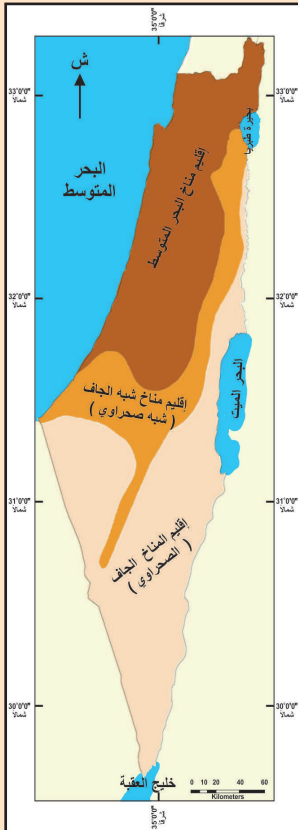 35°0'0"
شرقا
ش
33°0'0"
شمالاً
33°0'0"
شمالاً
بحيرة طبريا
البحر
المتوسط
إقليم مناخ البحر المتوسط
32°0'0"
شمالاً
32°0'0"
شمالاً
البحر الميت
إقليم مناخ شبه الجاف
( شبه صحراوي )
31°0'0"
شمالاً
31°0'0"
شمالاً
إقليم المناخ الجاف
( الصحراوي )
30°0'0"
شمالاً
30°0'0"
شمالاً
خليج العقبة
0 10 20 40 60
Kilometers
35°0'0"
شرقا